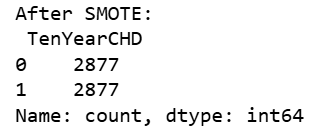 After SMOTE:
 TenYearCHD
0    2877
1    2877
Name: count, dtype: int64